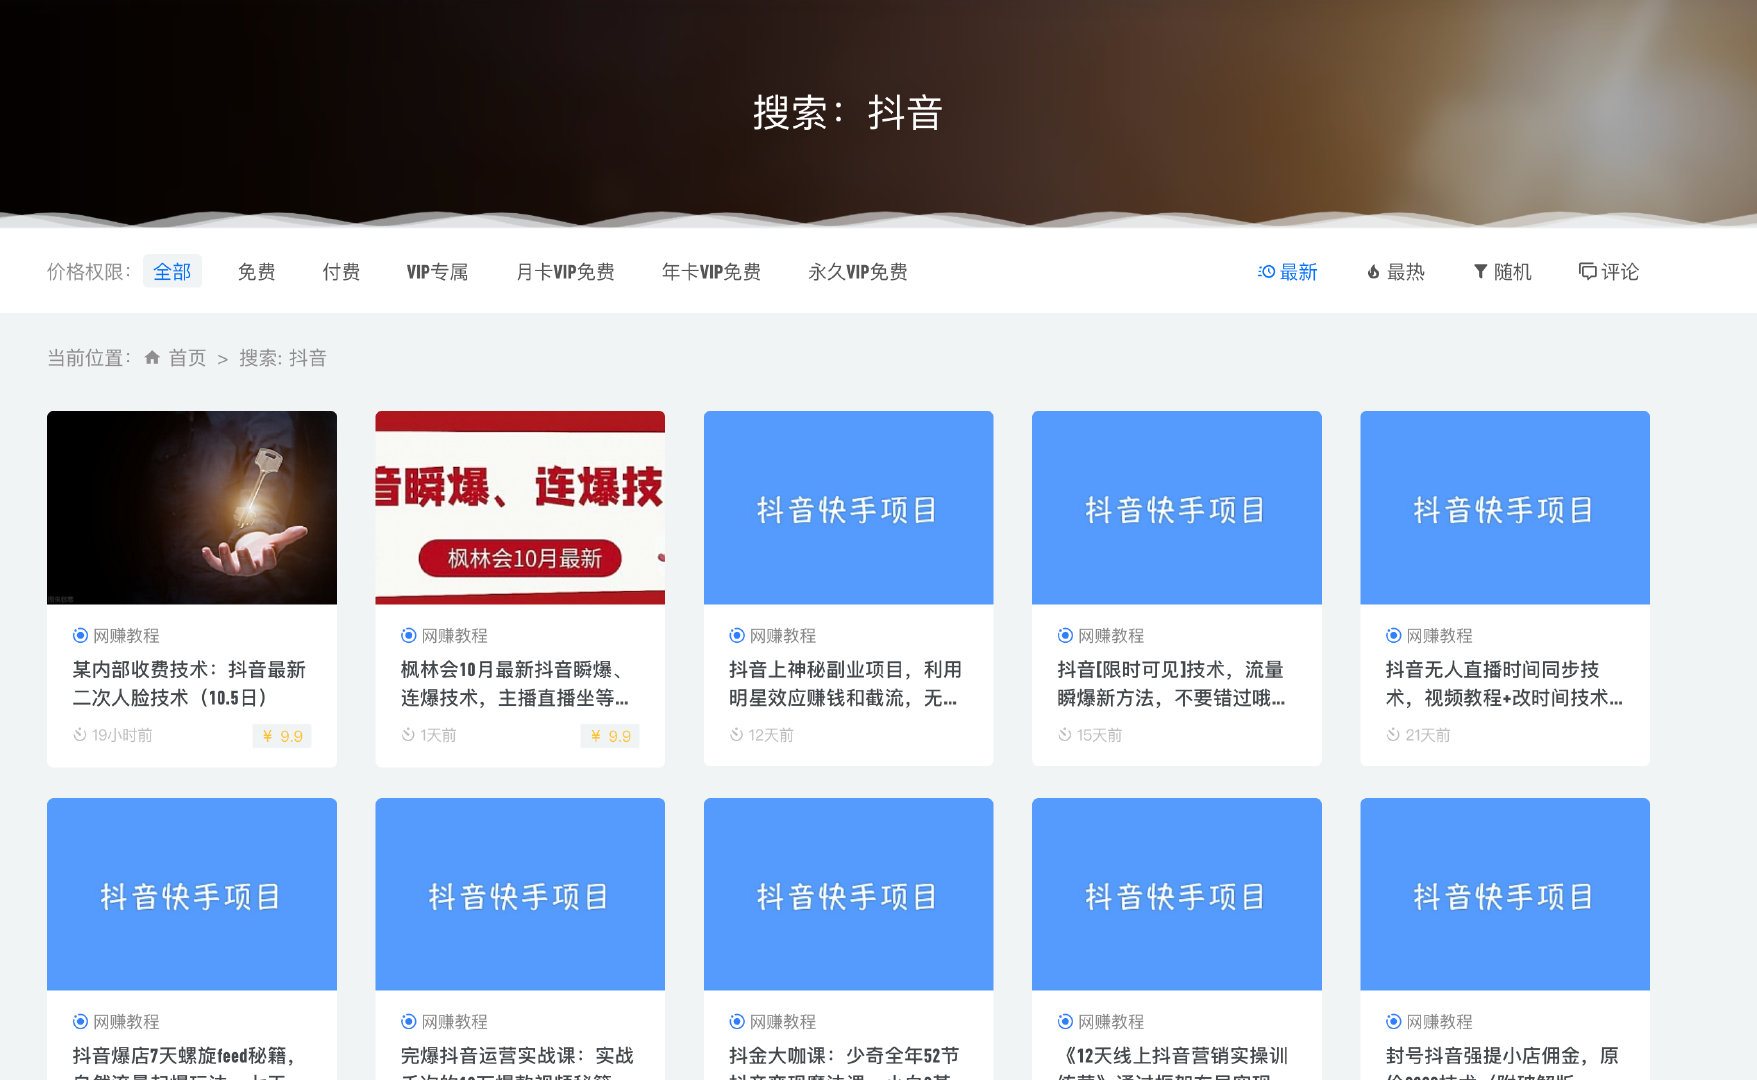 搜索：抖音
价格权限： 全部 免费 付费 VIP专属 月卡VIP免费 年卡VIP免费 永久VIP免费 最新 最热 随机 评论
当前位置： 首页 > 搜索: 抖音
音瞬爆、连爆技
枫林会10月最新
抖音快手项目
抖音快手项目
抖音快手项目
网赚教程
某内部收费技术：抖音最新
二次人脸技术（10.5日）
19小时前 ￥ 9.9
网赚教程
枫林会10月最新抖音瞬爆、
连爆技术，主播直播坐等...
1天前 ￥ 9.9
网赚教程
抖音上神秘副业项目，利用
明星效应赚钱和截流，无...
12天前
网赚教程
抖音[限时可见]技术，流量
瞬爆新方法，不要错过哦...
15天前
网赚教程
抖音无人直播时间同步技
术，视频教程+改时间技术...
21天前
抖音快手项目
抖音快手项目
抖音快手项目
抖音快手项目
抖音快手项目
网赚教程
抖音爆店7天螺旋feed秘籍，
网赚教程
完爆抖音运营实战课：实战
网赚教程
抖金大咖课：少奇全年52节
网赚教程
《12天线上抖音营销实操训
网赚教程
封号抖音强提小店佣金，原